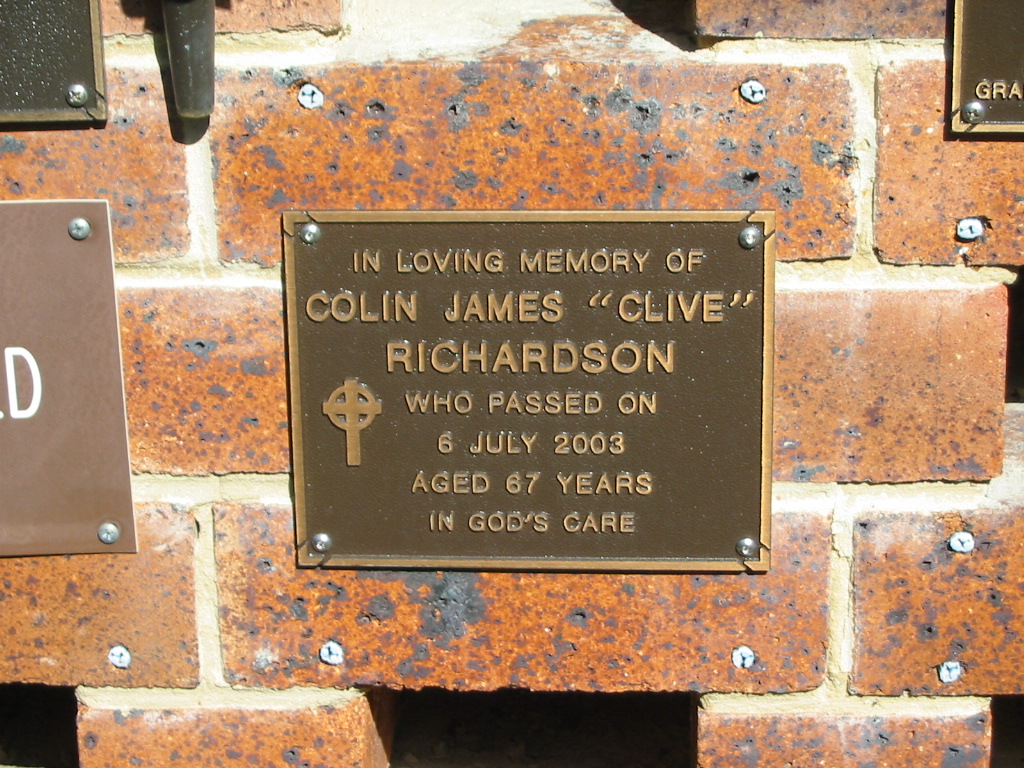 IN LOVING MEMORY OF
COLIN JAMES "CLIVE"
RICHARDSON
WHO PASSED ON
6 JULY 2003
AGED 67 YEARS
IN GOD'S CARE